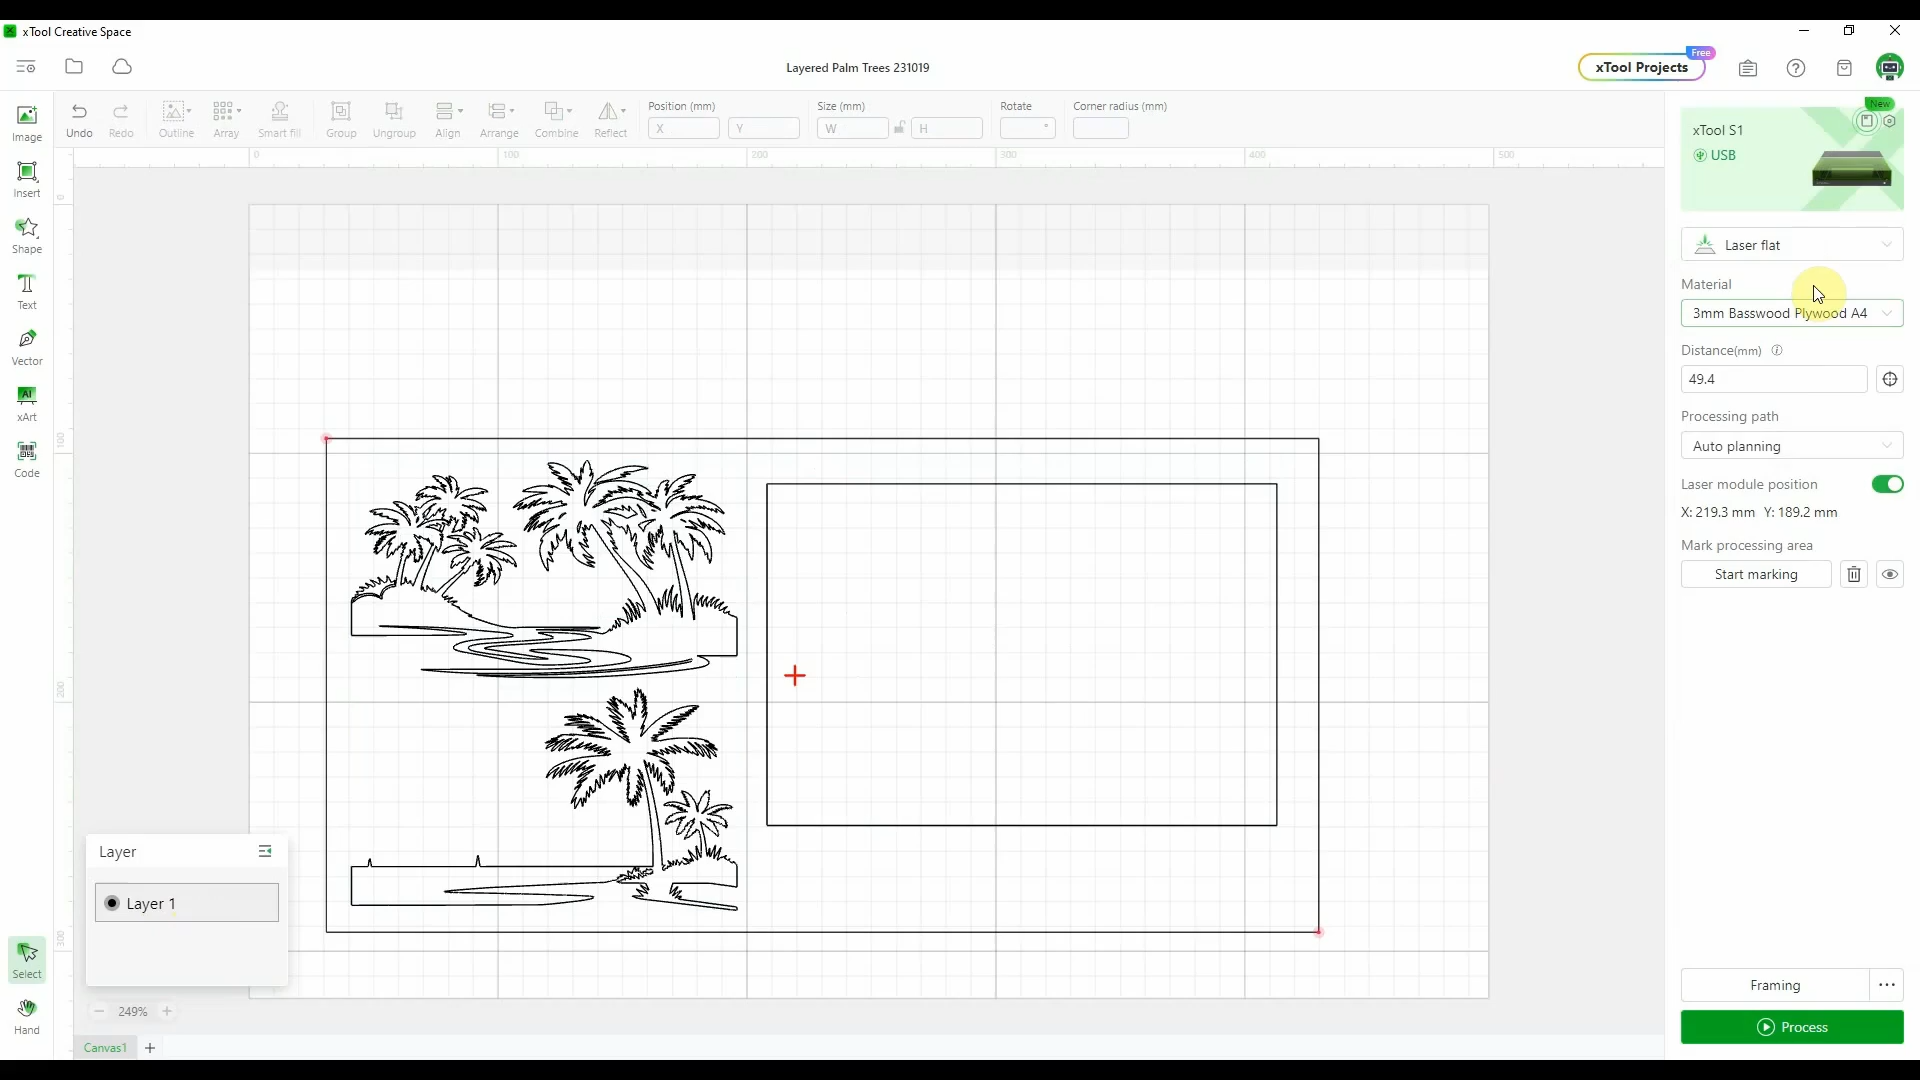 xTool Creative Space
Layered Palm Trees 231019
xTool Projects
Free
Undo
Redo
Outline
Array
Smart fill
Group
Ungroup
Align
Arrange
Combine
Reflect
Position (mm)
X
Y
Size (mm)
W
H
Rotate
°
Corner radius (mm)
Image
Insert
Shape
Text
Vector
AI
xArt
Code
Select
Hand
0
100
200
300
400
500
0
100
200
300
Layer
Layer 1
249%
Canvas1
New
xTool S1
USB
Laser flat
Material
3mm Basswood Plywood A4
Distance(mm)
49.4
Processing path
Auto planning
Laser module position
X: 219.3 mm Y: 189.2 mm
Mark processing area
Start marking
Framing
Process